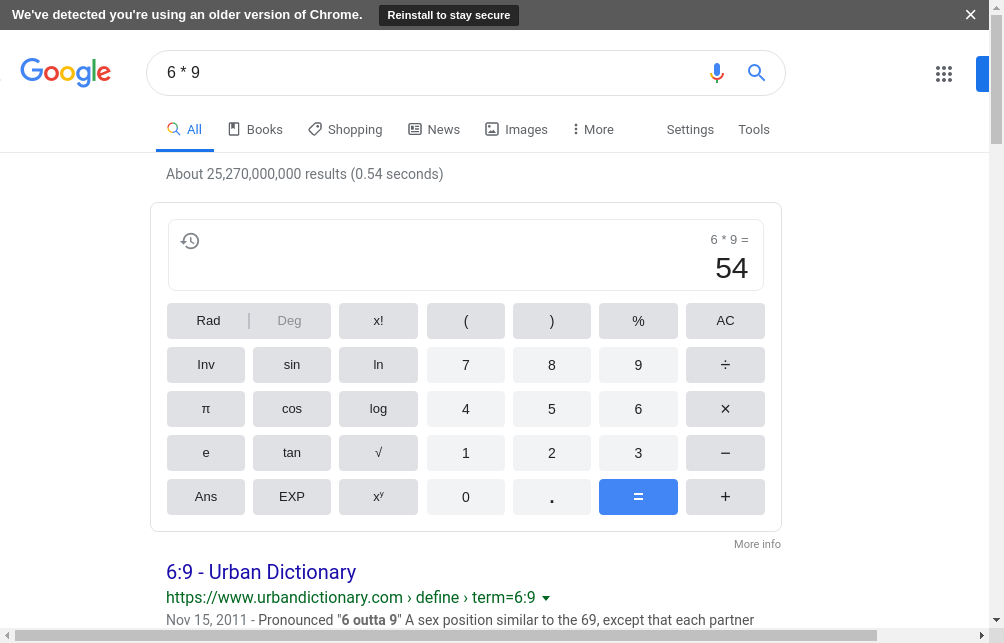 We've detected you're using an older version of Chrome. Reinstall to stay secure ×
Google 6 * 9
All Books Shopping News Images More Settings Tools
About 25,270,000,000 results (0.54 seconds)
6 * 9 =
54
Rad Deg x! ( ) % AC
Inv sin ln 7 8 9 ÷
π cos log 4 5 6 ×
e tan √ 1 2 3 −
Ans EXP xʸ 0 . = +
More info
6:9 - Urban Dictionary
https://www.urbandictionary.com › define › term=6:9
Nov 15, 2011 - Pronounced "6 outta 9" A sex position similar to the 69, except that each partner